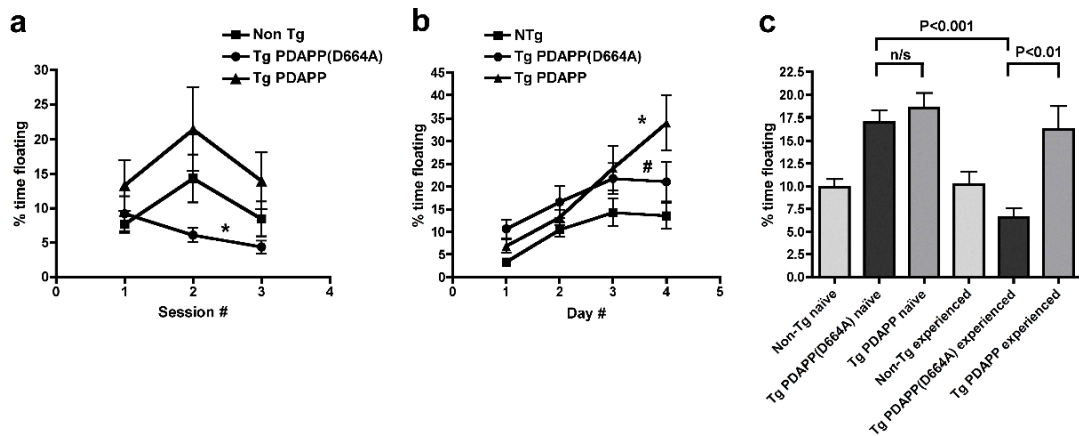 a
Non Tg
Tg PDAPP(D664A)
Tg PDAPP
30
25
20
15
10
5
0
% time floating
*
0 1 2 3 4
Session #
b
NTg
Tg PDAPP(D664A)
Tg PDAPP
45
40
35
30
25
20
15
10
5
0
% time floating
*
#
0 1 2 3 4 5
Day #
c
P<0.001
n/s
P<0.01
22.5
20.0
17.5
15.0
12.5
10.0
7.5
5.0
2.5
0.0
% time floating
Non-Tg naïve
Tg PDAPP(D664A) naïve
Tg PDAPP naïve
Non-Tg experienced
Tg PDAPP(D664A) experienced
Tg PDAPP experienced